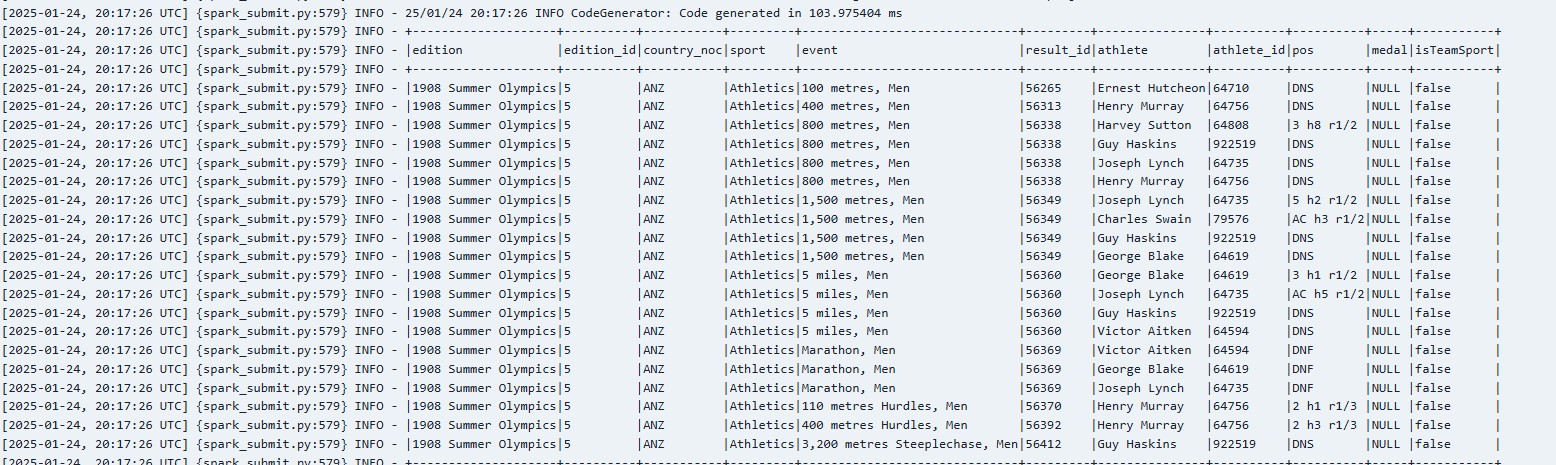 [2025-01-24, 20:17:26 UTC] {spark_submit.py:579} INFO - 25/01/24 20:17:26 INFO CodeGenerator: Code generated in 103.975404 ms
[2025-01-24, 20:17:26 UTC] {spark_submit.py:579} INFO - +--------------------+----------+-----------+---------+------------------------------+---------+---------------+----------+----------+-----+-----------+
[2025-01-24, 20:17:26 UTC] {spark_submit.py:579} INFO - |edition             |edition_id|country_noc|sport    |event                         |result_id|athlete        |athlete_id|pos       |medal|isTeamSport|
[2025-01-24, 20:17:26 UTC] {spark_submit.py:579} INFO - +--------------------+----------+-----------+---------+------------------------------+---------+---------------+----------+----------+-----+-----------+
[2025-01-24, 20:17:26 UTC] {spark_submit.py:579} INFO - |1908 Summer Olympics|5         |ANZ        |Athletics|100 metres, Men               |56265    |Ernest Hutcheon|64710     |DNS       |NULL |false      |
[2025-01-24, 20:17:26 UTC] {spark_submit.py:579} INFO - |1908 Summer Olympics|5         |ANZ        |Athletics|400 metres, Men               |56313    |Henry Murray   |64756     |DNS       |NULL |false      |
[2025-01-24, 20:17:26 UTC] {spark_submit.py:579} INFO - |1908 Summer Olympics|5         |ANZ        |Athletics|800 metres, Men               |56338    |Harvey Sutton  |64808     |3 h8 r1/2 |NULL |false      |
[2025-01-24, 20:17:26 UTC] {spark_submit.py:579} INFO - |1908 Summer Olympics|5         |ANZ        |Athletics|800 metres, Men               |56338    |Guy Haskins    |922519    |DNS       |NULL |false      |
[2025-01-24, 20:17:26 UTC] {spark_submit.py:579} INFO - |1908 Summer Olympics|5         |ANZ        |Athletics|800 metres, Men               |56338    |Joseph Lynch   |64735     |DNS       |NULL |false      |
[2025-01-24, 20:17:26 UTC] {spark_submit.py:579} INFO - |1908 Summer Olympics|5         |ANZ        |Athletics|800 metres, Men               |56338    |Henry Murray   |64756     |DNS       |NULL |false      |
[2025-01-24, 20:17:26 UTC] {spark_submit.py:579} INFO - |1908 Summer Olympics|5         |ANZ        |Athletics|1,500 metres, Men             |56349    |Joseph Lynch   |64735     |5 h2 r1/2 |NULL |false      |
[2025-01-24, 20:17:26 UTC] {spark_submit.py:579} INFO - |1908 Summer Olympics|5         |ANZ        |Athletics|1,500 metres, Men             |56349    |Charles Swain  |79576     |AC h3 r1/2|NULL |false      |
[2025-01-24, 20:17:26 UTC] {spark_submit.py:579} INFO - |1908 Summer Olympics|5         |ANZ        |Athletics|1,500 metres, Men             |56349    |Guy Haskins    |922519    |DNS       |NULL |false      |
[2025-01-24, 20:17:26 UTC] {spark_submit.py:579} INFO - |1908 Summer Olympics|5         |ANZ        |Athletics|1,500 metres, Men             |56349    |George Blake   |64619     |DNS       |NULL |false      |
[2025-01-24, 20:17:26 UTC] {spark_submit.py:579} INFO - |1908 Summer Olympics|5         |ANZ        |Athletics|5 miles, Men                  |56360    |George Blake   |64619     |3 h1 r1/2 |NULL |false      |
[2025-01-24, 20:17:26 UTC] {spark_submit.py:579} INFO - |1908 Summer Olympics|5         |ANZ        |Athletics|5 miles, Men                  |56360    |Joseph Lynch   |64735     |AC h5 r1/2|NULL |false      |
[2025-01-24, 20:17:26 UTC] {spark_submit.py:579} INFO - |1908 Summer Olympics|5         |ANZ        |Athletics|5 miles, Men                  |56360    |Guy Haskins    |922519    |DNS       |NULL |false      |
[2025-01-24, 20:17:26 UTC] {spark_submit.py:579} INFO - |1908 Summer Olympics|5         |ANZ        |Athletics|5 miles, Men                  |56360    |Victor Aitken  |64594     |DNS       |NULL |false      |
[2025-01-24, 20:17:26 UTC] {spark_submit.py:579} INFO - |1908 Summer Olympics|5         |ANZ        |Athletics|Marathon, Men                 |56369    |Victor Aitken  |64594     |DNF       |NULL |false      |
[2025-01-24, 20:17:26 UTC] {spark_submit.py:579} INFO - |1908 Summer Olympics|5         |ANZ        |Athletics|Marathon, Men                 |56369    |George Blake   |64619     |DNF       |NULL |false      |
[2025-01-24, 20:17:26 UTC] {spark_submit.py:579} INFO - |1908 Summer Olympics|5         |ANZ        |Athletics|Marathon, Men                 |56369    |Joseph Lynch   |64735     |DNF       |NULL |false      |
[2025-01-24, 20:17:26 UTC] {spark_submit.py:579} INFO - |1908 Summer Olympics|5         |ANZ        |Athletics|110 metres Hurdles, Men       |56370    |Henry Murray   |64756     |2 h1 r1/3 |NULL |false      |
[2025-01-24, 20:17:26 UTC] {spark_submit.py:579} INFO - |1908 Summer Olympics|5         |ANZ        |Athletics|400 metres Hurdles, Men       |56392    |Henry Murray   |64756     |2 h3 r1/3 |NULL |false      |
[2025-01-24, 20:17:26 UTC] {spark_submit.py:579} INFO - |1908 Summer Olympics|5         |ANZ        |Athletics|3,200 metres Steeplechase, Men|56412    |Guy Haskins    |922519    |DNS       |NULL |false      |
[2025-01-24, 20:17:26 UTC] {spark_submit.py:579} INFO - +--------------------+----------+-----------+---------+------------------------------+---------+---------------+----------+----------+-----+-----------+